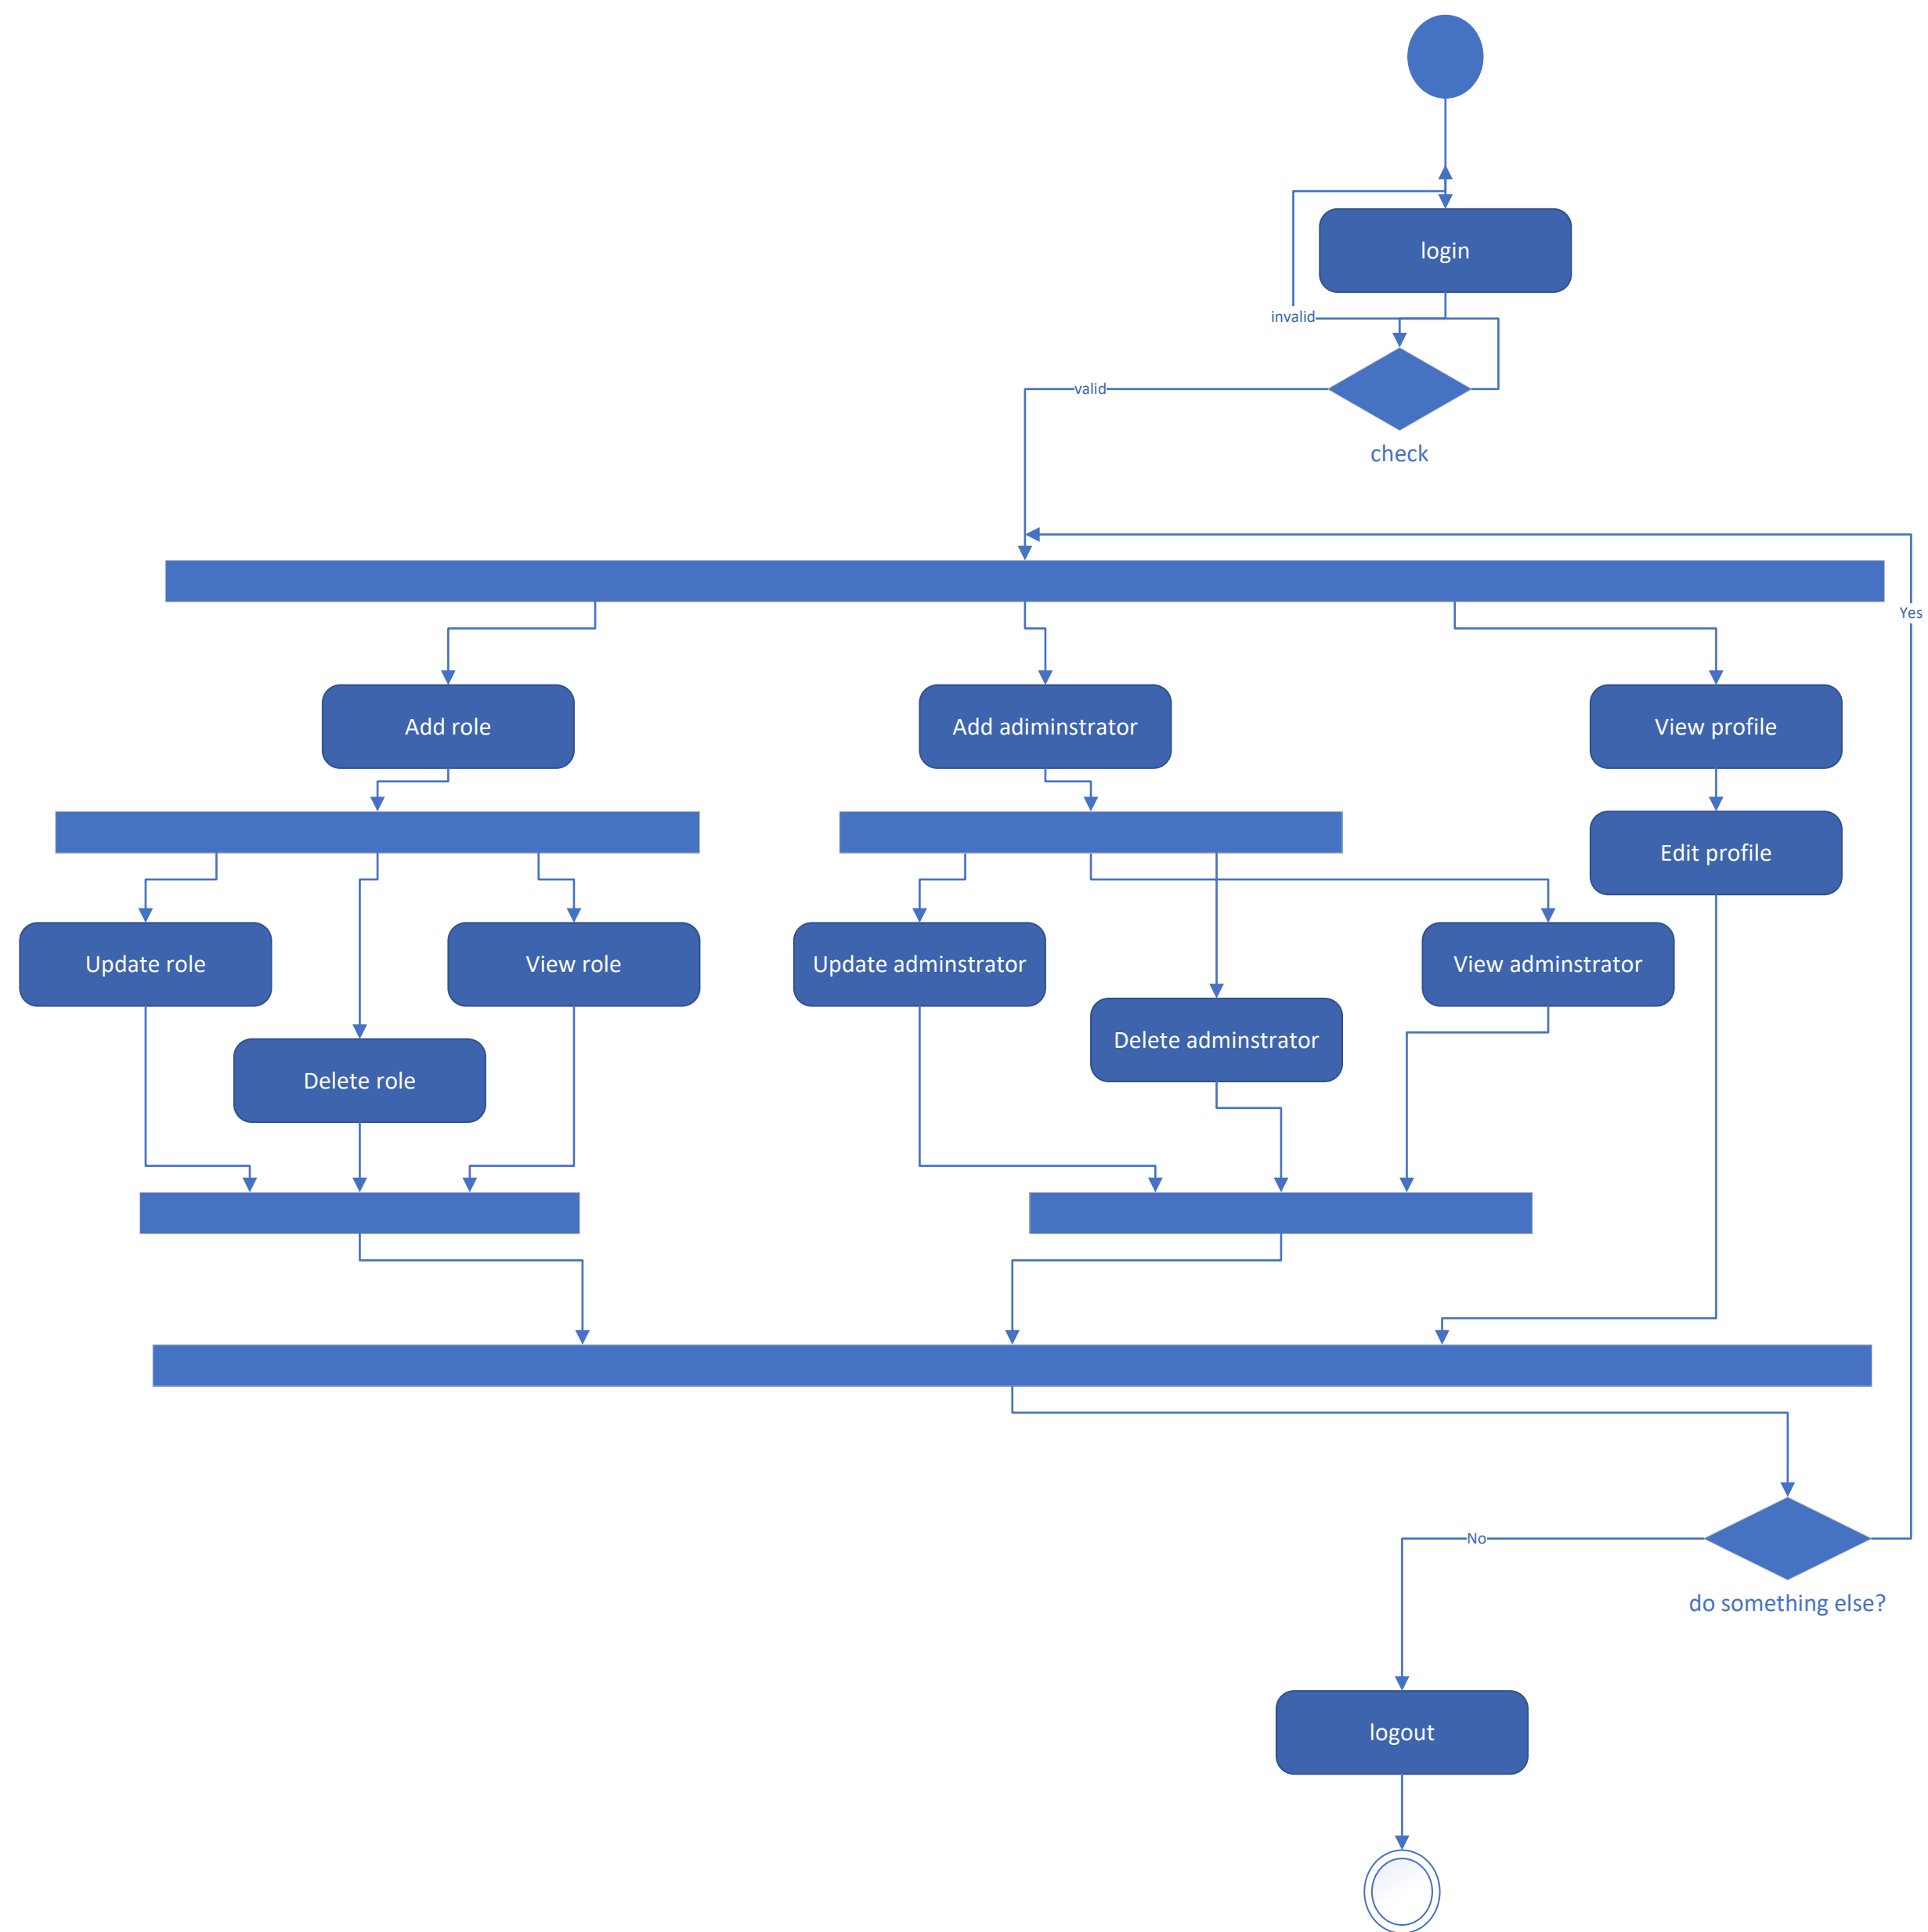 login
invalid
valid
check
Yes
Add role
Add adiminstrator
View profile
Edit profile
Update role
View role
Update adminstrator
View adminstrator
Delete adminstrator
Delete role
No
do something else?
logout